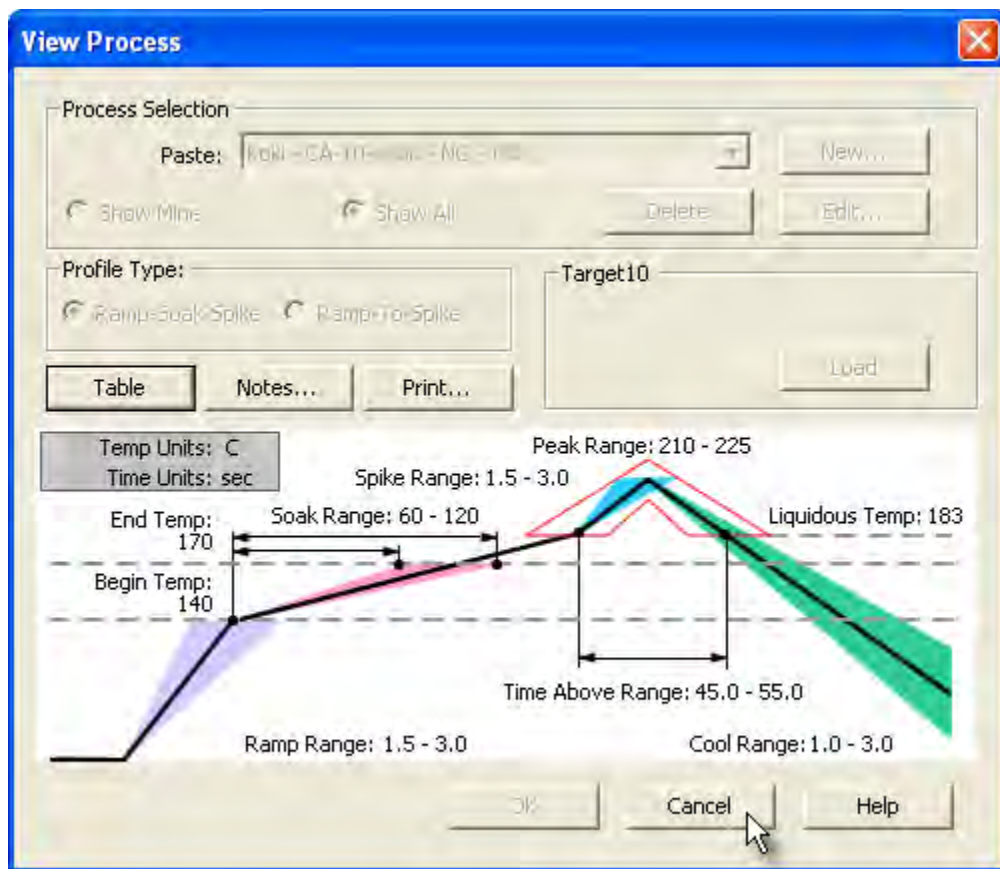 View Process
Process Selection
Paste:
New...
Show Mine
Show All
Delete
Edit...
Profile Type:
Ramp-Soak-Spike
Ramp-To-Spike
Target10
Load
Table
Notes...
Print...
Temp Units: C
Time Units: sec
Peak Range: 210 - 225
Spike Range: 1.5 - 3.0
End Temp:
170
Soak Range: 60 - 120
Liquidous Temp: 183
Begin Temp:
140
Time Above Range: 45.0 - 55.0
Ramp Range: 1.5 - 3.0
Cool Range: 1.0 - 3.0
OK
Cancel
Help